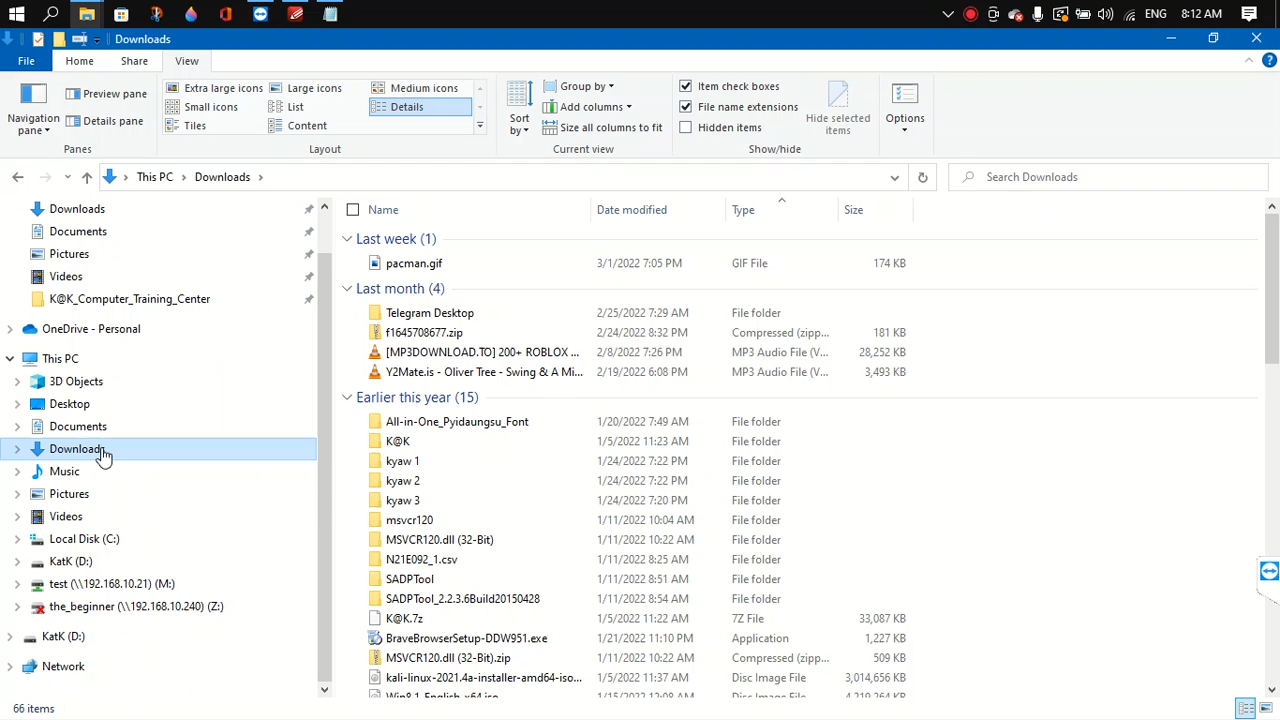 ENG 8:12 AM
Downloads
File Home Share View
Navigation pane
Preview pane
Details pane
Panes
Extra large icons Large icons Medium icons
Small icons List Details
Tiles Content
Layout
Sort by
Group by
Add columns
Size all columns to fit
Current view
Item check boxes
File name extensions
Hidden items
Hide selected items
Show/hide
Options
This PC Downloads
Search Downloads
Downloads
Documents
Pictures
Videos
K@K_Computer_Training_Center
OneDrive - Personal
This PC
3D Objects
Desktop
Documents
Downloads
Music
Pictures
Videos
Local Disk (C:)
KatK (D:)
test (\\192.168.10.21) (M:)
the_beginner (\\192.168.10.240) (Z:)
KatK (D:)
Network
Name Date modified Type Size
Last week (1)
pacman.gif 3/1/2022 7:05 PM GIF File 174 KB
Last month (4)
Telegram Desktop 2/25/2022 7:29 AM File folder
f1645708677.zip 2/24/2022 8:32 PM Compressed (zipp... 181 KB
[MP3DOWNLOAD.TO] 200+ ROBLOX ... 2/8/2022 7:26 PM MP3 Audio File (V... 28,252 KB
Y2Mate.is - Oliver Tree - Swing & A Mi... 2/19/2022 6:08 PM MP3 Audio File (V... 3,493 KB
Earlier this year (15)
All-in-One_Pyidaungsu_Font 1/20/2022 7:49 AM File folder
K@K 1/5/2022 11:23 AM File folder
kyaw 1 1/24/2022 7:22 PM File folder
kyaw 2 1/24/2022 7:22 PM File folder
kyaw 3 1/24/2022 7:20 PM File folder
msvcr120 1/11/2022 10:04 AM File folder
MSVCR120.dll (32-Bit) 1/11/2022 10:22 AM File folder
N21E092_1.csv 1/11/2022 8:25 AM File folder
SADPTool 1/11/2022 8:51 AM File folder
SADPTool_2.2.3.6Build20150428 1/11/2022 8:54 AM File folder
K@K.7z 1/5/2022 11:22 AM 7Z File 33,087 KB
BraveBrowserSetup-DDW951.exe 1/21/2022 11:10 PM Application 1,227 KB
MSVCR120.dll (32-Bit).zip 1/11/2022 10:22 AM Compressed (zipp... 509 KB
kali-linux-2021.4a-installer-amd64-iso... 1/5/2022 11:37 AM Disc Image File 3,014,656 KB
Win8.1_English_x64.iso 1/15/2022 12:08 AM Disc Image File 4,219,264 KB
66 items